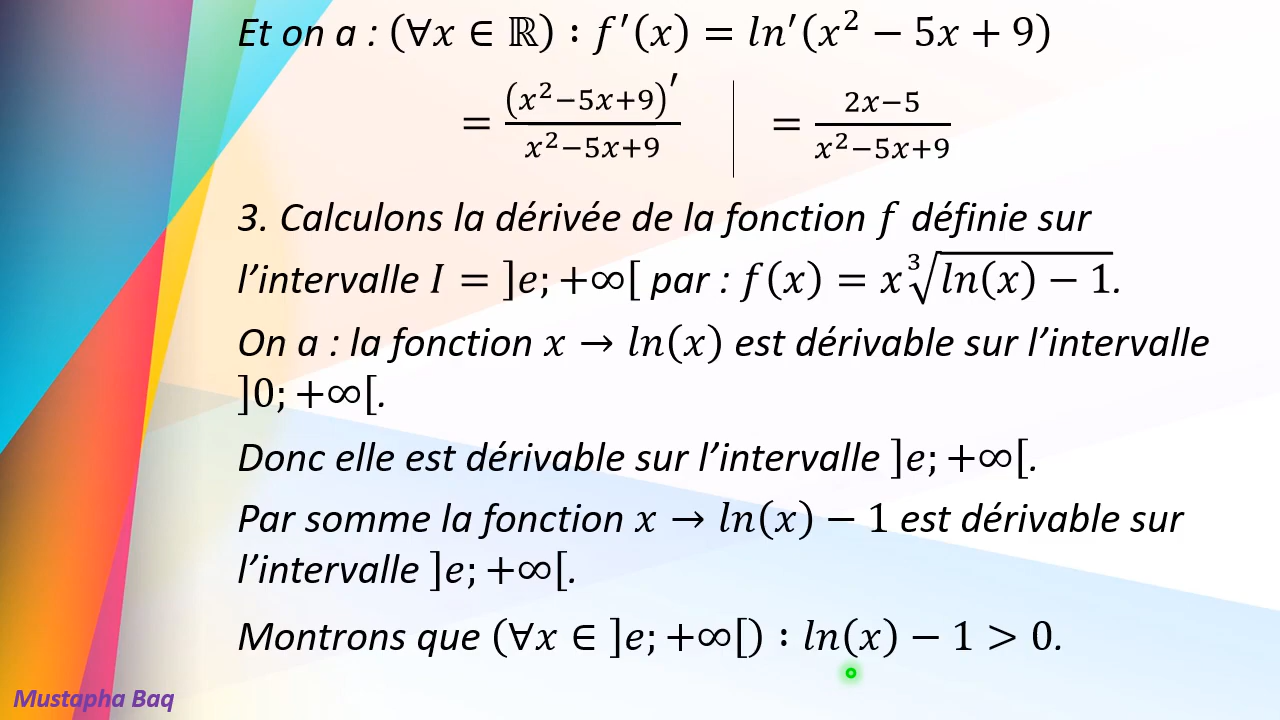 Et on a : (∀x ∈ ℝ) : f′(x) = ln′(x² − 5x + 9)
= (x²−5x+9)′ / x²−5x+9 | = 2x−5 / x²−5x+9
3. Calculons la dérivée de la fonction f définie sur
l’intervalle I = ]e; +∞[ par : f(x) = x∛(ln(x) − 1).
On a : la fonction x → ln(x) est dérivable sur l’intervalle
]0; +∞[.
Donc elle est dérivable sur l’intervalle ]e; +∞[.
Par somme la fonction x → ln(x) − 1 est dérivable sur
l’intervalle ]e; +∞[.
Montrons que (∀x ∈ ]e; +∞[) : ln(x) − 1 > 0.
Mustapha Baq